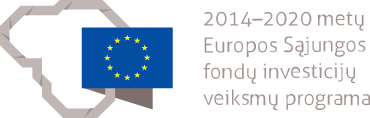 2014–2020 metų
Europos Sąjungos
fondų investicijų
veiksmų programa